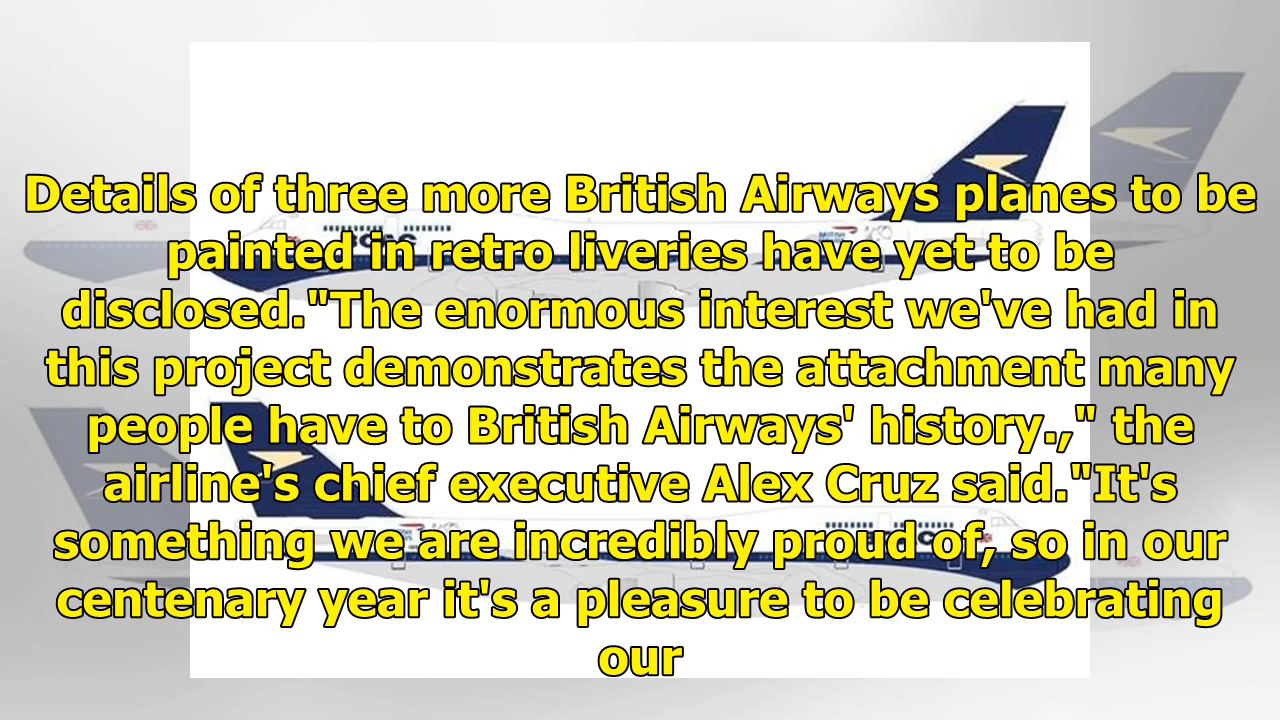 Details of three more British Airways planes to be
painted in retro liveries have yet to be
disclosed."The enormous interest we've had in
this project demonstrates the attachment many
people have to British Airways' history.," the
airline's chief executive Alex Cruz said."It's
something we are incredibly proud of, so in our
centenary year it's a pleasure to be celebrating
our